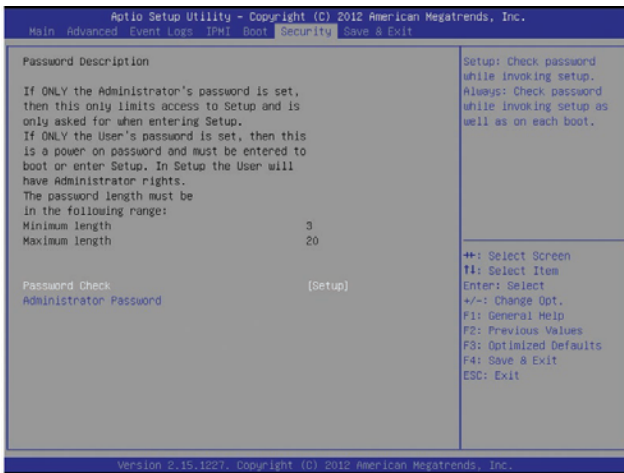 Aptio Setup Utility - Copyright (C) 2012 American Megatrends, Inc.
Main Advanced Event Logs IPMI Boot Security Save & Exit
Password Description
If ONLY the Administrator's password is set,
then this only limits access to Setup and is
only asked for when entering Setup.
If ONLY the User's password is set, then this
is a power on password and must be entered to
boot or enter Setup. In Setup the User will
have Administrator rights.
The password length must be
in the following range:
Minimum length 3
Maximum length 20
Password Check [Setup]
Administrator Password
Setup: Check password
while invoking setup.
Always: Check password
while invoking setup as
well as on each boot.
→←: Select Screen
↑↓: Select Item
Enter: Select
+/-: Change Opt.
F1: General Help
F2: Previous Values
F3: Optimized Defaults
F4: Save & Exit
ESC: Exit
Version 2.15.1227. Copyright (C) 2012 American Megatrends, Inc.